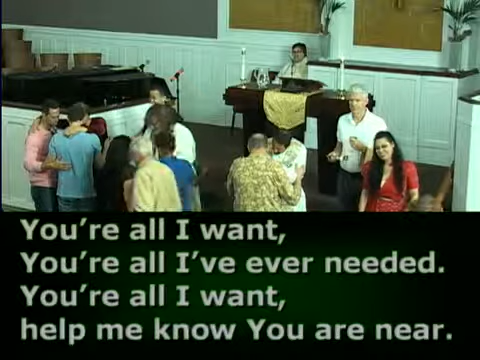 You're all I want,
You're all I've ever needed.
You're all I want,
help me know You are near.